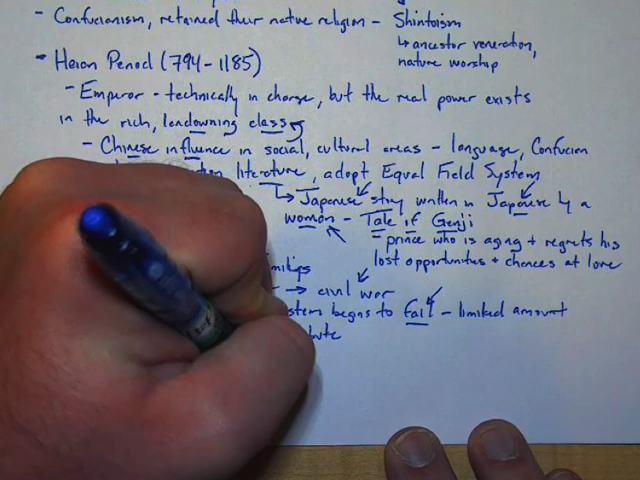 - Confucianism, retained their native religion - Shintoism
↳ ancestor veneration,
nature worship
- Heian Period (794-1185)
- Emperor - technically in charge, but the real power exists
in the rich, landowning class
- Chinese influence in social, cultural areas - language, Confucian
literature, adopt Equal Field System
↳ Japanese story written in Japanese by a
woman - Tale of Genji
- prince who is aging + regrets his
lost opportunities + chances at love
→ civil war
begins to fail - limited amount